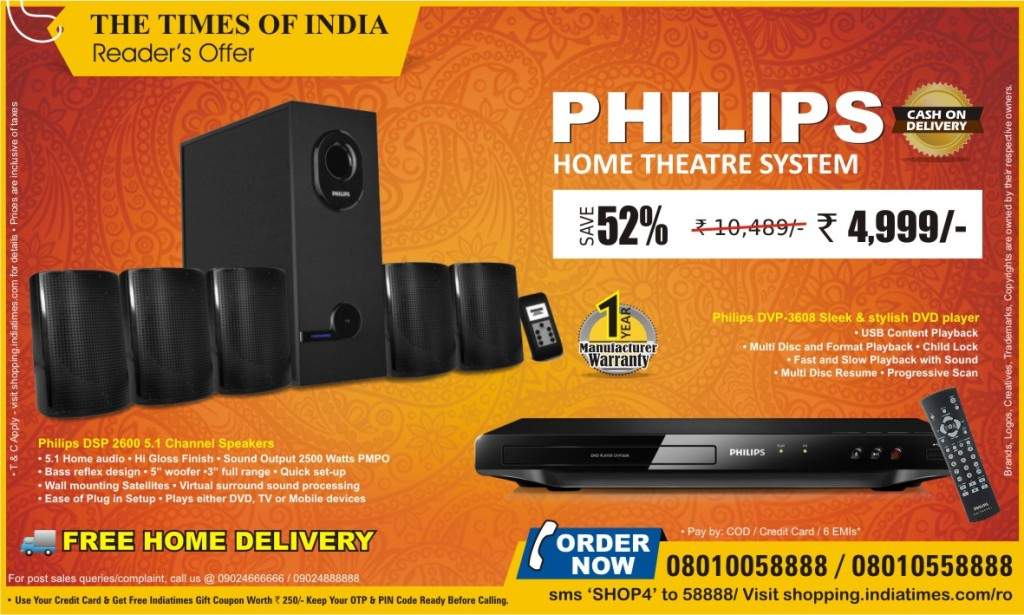 THE TIMES OF INDIA
Reader's Offer
PHILIPS
HOME THEATRE SYSTEM
CASH ON
DELIVERY
SAVE 52% ₹ 10,489/- ₹ 4,999/-
PHILIPS
1
YEAR
Manufacturer
Warranty
Philips DVP-3608 Sleek & stylish DVD player
• USB Content Playback
• Multi Disc and Format Playback • Child Lock
• Fast and Slow Playback with Sound
• Multi Disc Resume • Progressive Scan
Philips DSP 2600 5.1 Channel Speakers
• 5.1 Home audio • Hi Gloss Finish • Sound Output 2500 Watts PMPO
• Bass reflex design • 5" woofer •3" full range • Quick set-up
• Wall mounting Satellites • Virtual surround sound processing
• Ease of Plug in Setup • Plays either DVD, TV or Mobile devices
PHILIPS
FREE HOME DELIVERY
• Pay by: COD / Credit Card / 6 EMIs*
ORDER
NOW
08010058888 / 08010558888
sms 'SHOP4' to 58888/ Visit shopping.indiatimes.com/ro
For post sales queries/complaint, call us @ 09024666666 / 09024888888
• Use Your Credit Card & Get Free Indiatimes Gift Coupon Worth ₹ 250/- Keep Your OTP & PIN Code Ready Before Calling.
• T & C Apply - visit shopping.indiatimes.com for details • Prices are inclusive of taxes
Brands, Logos, Creatives, Trademarks, Copyrights are owned by their respective owners.